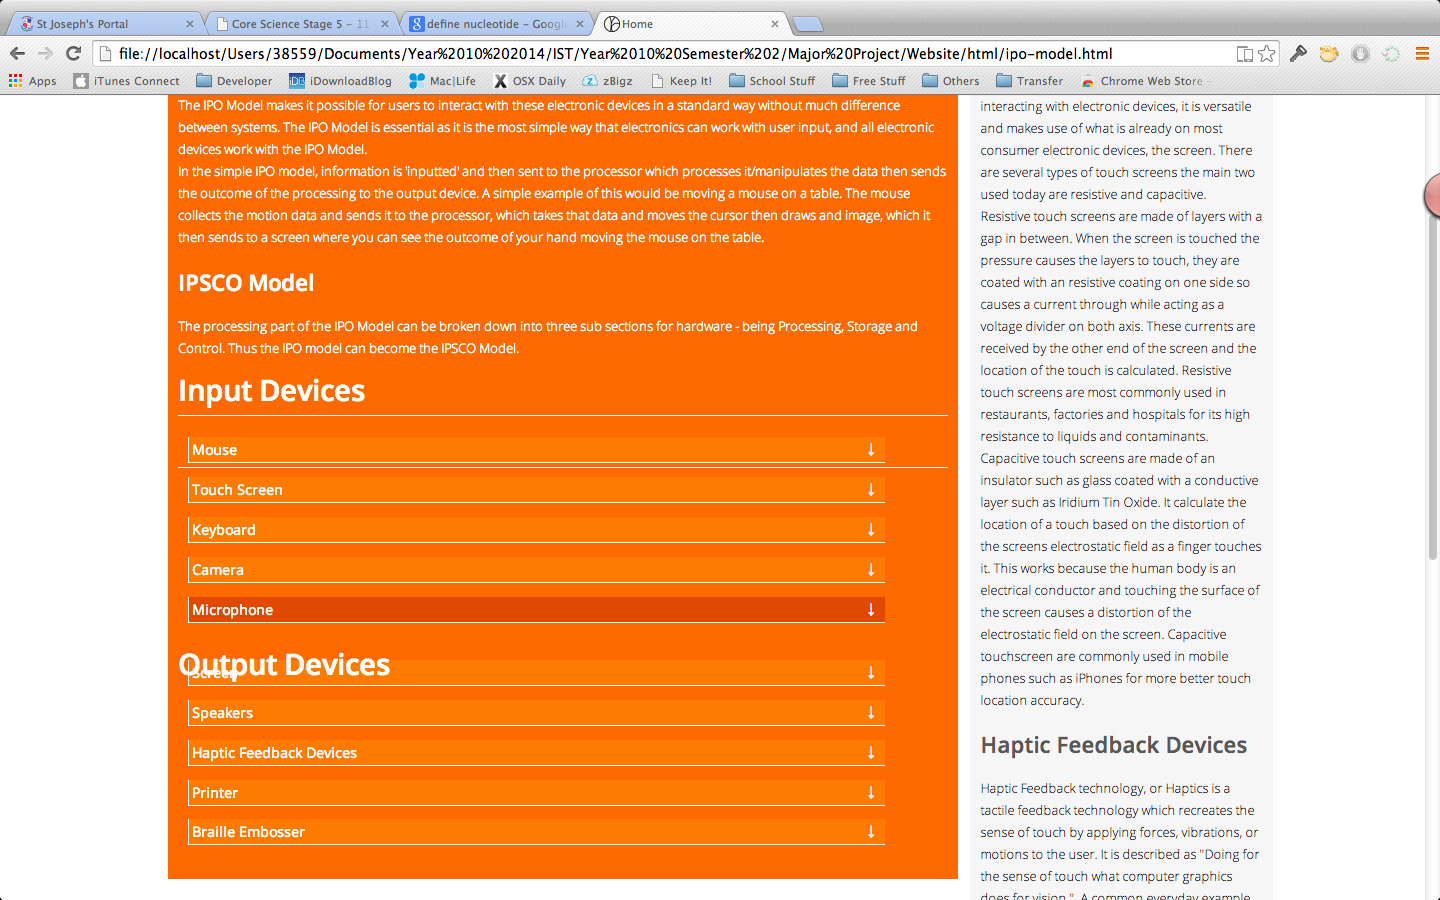 St Joseph's Portal
Core Science Stage 5 – 11
define nucleotide – Google
Home
file://localhost/Users/38559/Documents/Year%2010%202014/IST/Year%2010%20Semester%202/Major%20Project/Website/html/ipo-model.html
Apps
iTunes Connect
Developer
iDownloadBlog
Mac|Life
OSX Daily
zBigz
Keep It!
School Stuff
Free Stuff
Others
Transfer
Chrome Web Store
The IPO Model makes it possible for users to interact with these electronic devices in a standard way without much difference
between systems. The IPO Model is essential as it is the most simple way that electronics can work with user input, and all electronic
devices work with the IPO Model.
In the simple IPO model, information is 'inputted' and then sent to the processor which processes it/manipulates the data then sends
the outcome of the processing to the output device. A simple example of this would be moving a mouse on a table. The mouse
collects the motion data and sends it to the processor, which takes that data and moves the cursor then draws and image, which it
then sends to a screen where you can see the outcome of your hand moving the mouse on the table.
IPSCO Model
The processing part of the IPO Model can be broken down into three sub sections for hardware - being Processing, Storage and
Control. Thus the IPO model can become the IPSCO Model.
Input Devices
Mouse ↓
Touch Screen ↓
Keyboard ↓
Camera ↓
Microphone ↓
Output Devices
Screen ↓
Speakers ↓
Haptic Feedback Devices ↓
Printer ↓
Braille Embosser ↓
interacting with electronic devices, it is versatile
and makes use of what is already on most
consumer electronic devices, the screen. There
are several types of touch screens the main two
used today are resistive and capacitive.
Resistive touch screens are made of layers with a
gap in between. When the screen is touched the
pressure causes the layers to touch, they are
coated with an resistive coating on one side so
causes a current through while acting as a
voltage divider on both axis. These currents are
received by the other end of the screen and the
location of the touch is calculated. Resistive
touch screens are most commonly used in
restaurants, factories and hospitals for its high
resistance to liquids and contaminants.
Capacitive touch screens are made of an
insulator such as glass coated with a conductive
layer such as Iridium Tin Oxide. It calculate the
location of a touch based on the distortion of
the screens electrostatic field as a finger touches
it. This works because the human body is an
electrical conductor and touching the surface of
the screen causes a distortion of the
electrostatic field on the screen. Capacitive
touchscreen are commonly used in mobile
phones such as iPhones for more better touch
location accuracy.
Haptic Feedback Devices
Haptic Feedback technology, or Haptics is a
tactile feedback technology which recreates the
sense of touch by applying forces, vibrations, or
motions to the user. It is described as "Doing for
the sense of touch what computer graphics
does for vision.". A common everyday example